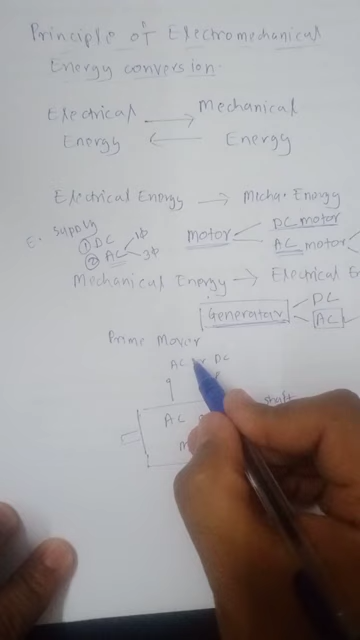 Principle of Electromechanical
Energy conversion.
Electrical → Mechanical
Energy ← Energy
Electrical Energy → Mecha. Energy
E. Supply
① DC
② AC 1φ
3φ
Motor DC motor
AC motor
Mechanical Energy → Electrical E
Generator DC
AC
Prime Mover
AC DC
shaft
AC